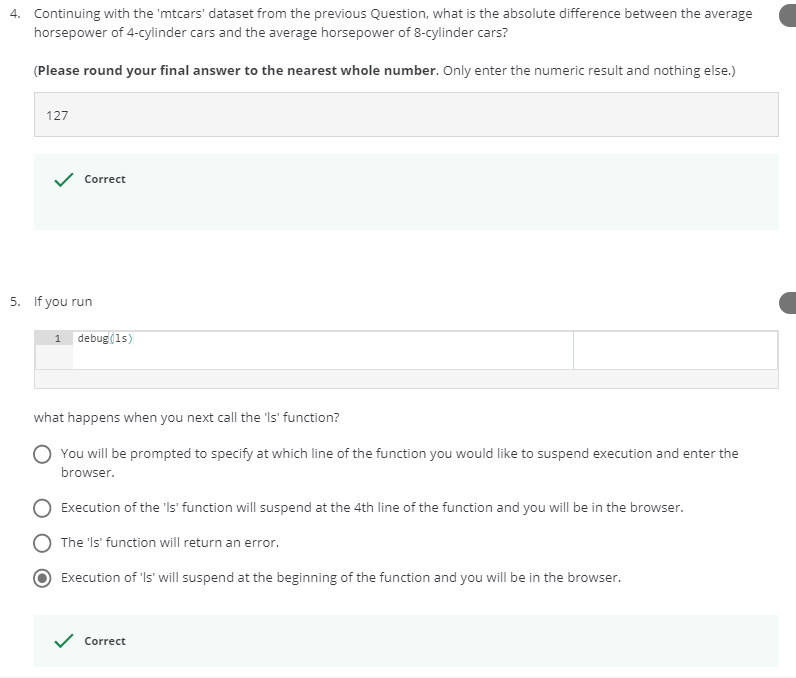 4. Continuing with the 'mtcars' dataset from the previous Question, what is the absolute difference between the average
horsepower of 4-cylinder cars and the average horsepower of 8-cylinder cars?
(Please round your final answer to the nearest whole number. Only enter the numeric result and nothing else.)
127
Correct
5. If you run
1 debug(ls)
what happens when you next call the 'ls' function?
You will be prompted to specify at which line of the function you would like to suspend execution and enter the
browser.
Execution of the 'ls' function will suspend at the 4th line of the function and you will be in the browser.
The 'ls' function will return an error.
Execution of 'ls' will suspend at the beginning of the function and you will be in the browser.
Correct